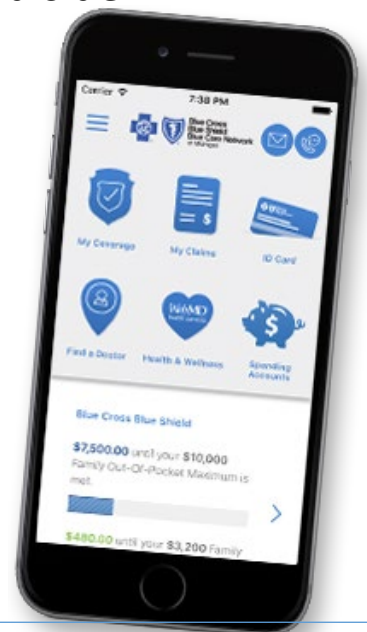 Carrier
7:38 PM
Blue Cross
Blue Shield
Blue Care Network
of Michigan
My Coverage
My Claims
ID Card
WebMD
health services
Find a Doctor
Health & Wellness
Spending
Accounts
Blue Cross Blue Shield
$7,500.00 until your $10,000
Family Out-Of-Pocket Maximum is
met.
$480.00 until your $3,200 Family